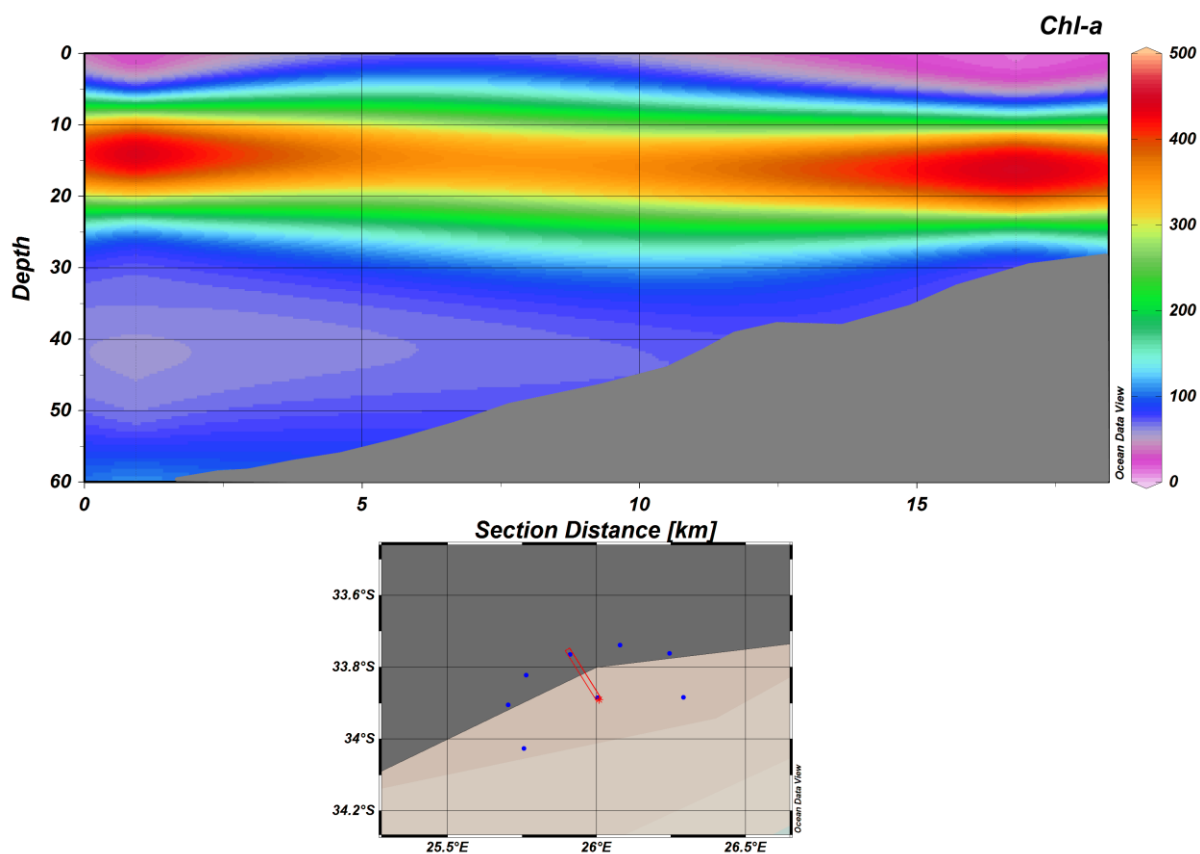 Chl-a
0
10
20
30
40
50
60
Depth
0 5 10 15
Section Distance [km]
500
400
300
200
100
0
Ocean Data View
33.6°S
33.8°S
34°S
34.2°S
25.5°E 26°E 26.5°E
Ocean Data View